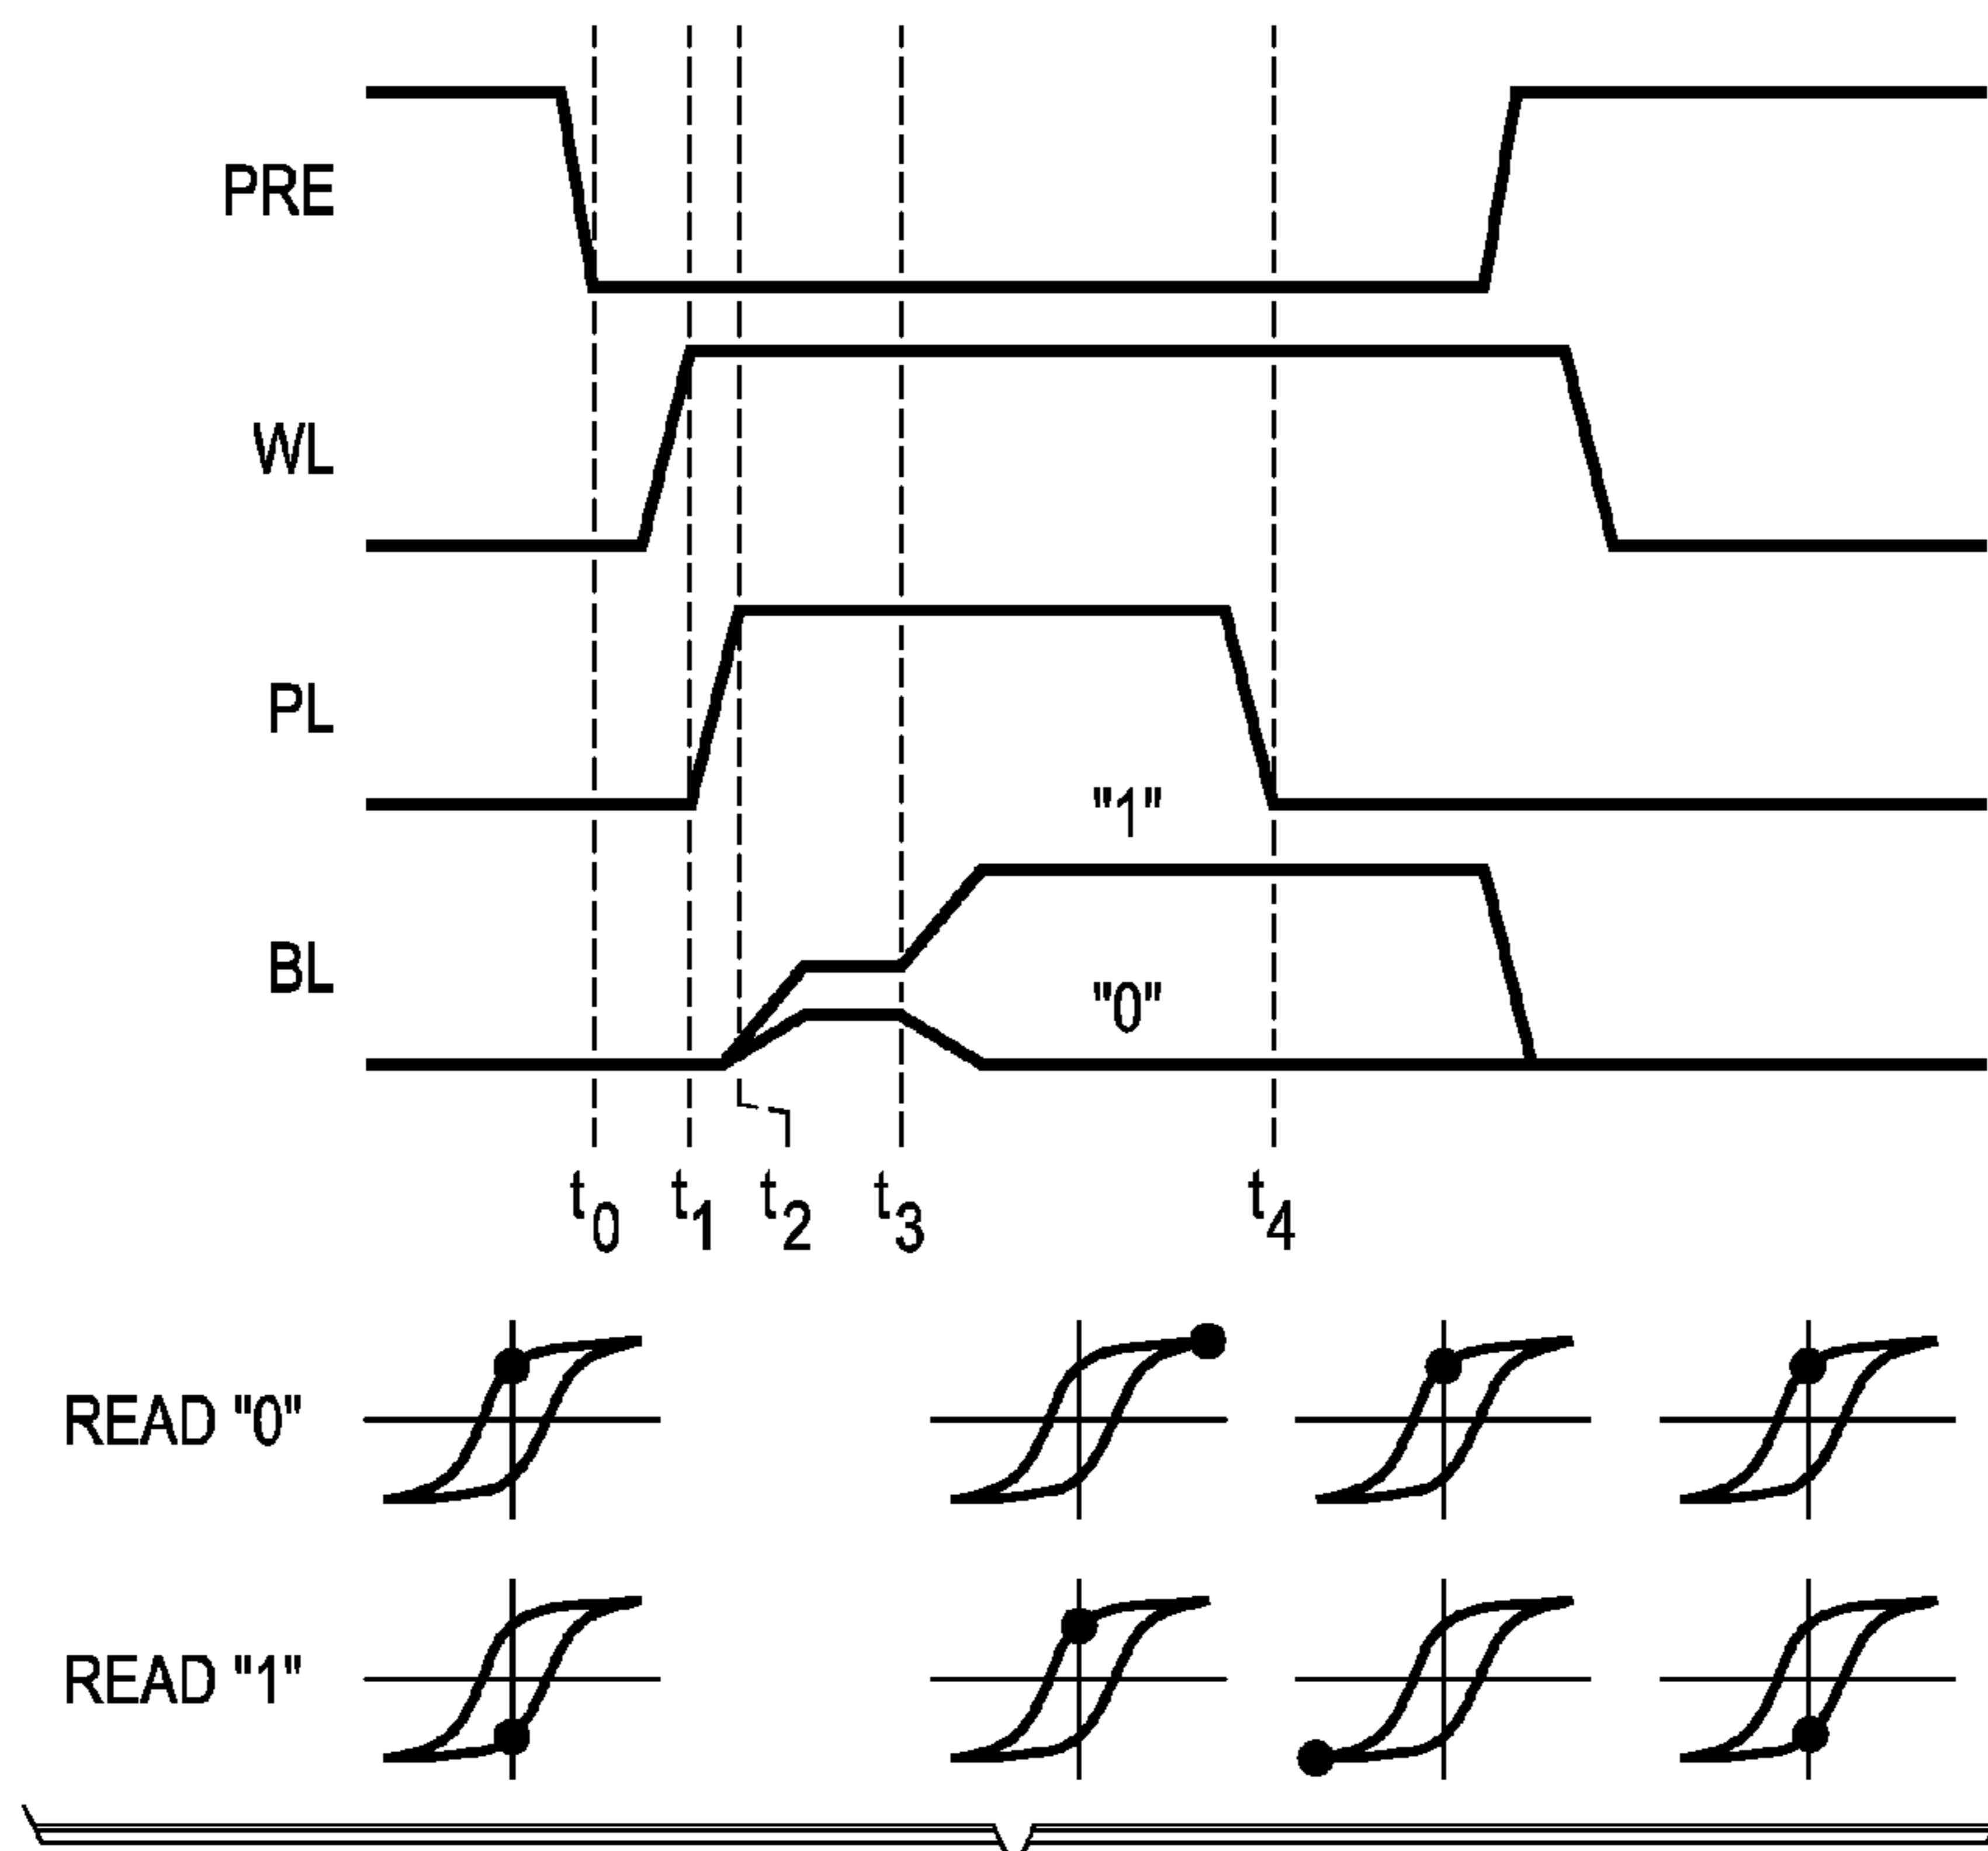 PRE
WL
PL
"1"
BL
"0"
t0 t1 t2 t3 t4
READ "0"
READ "1"